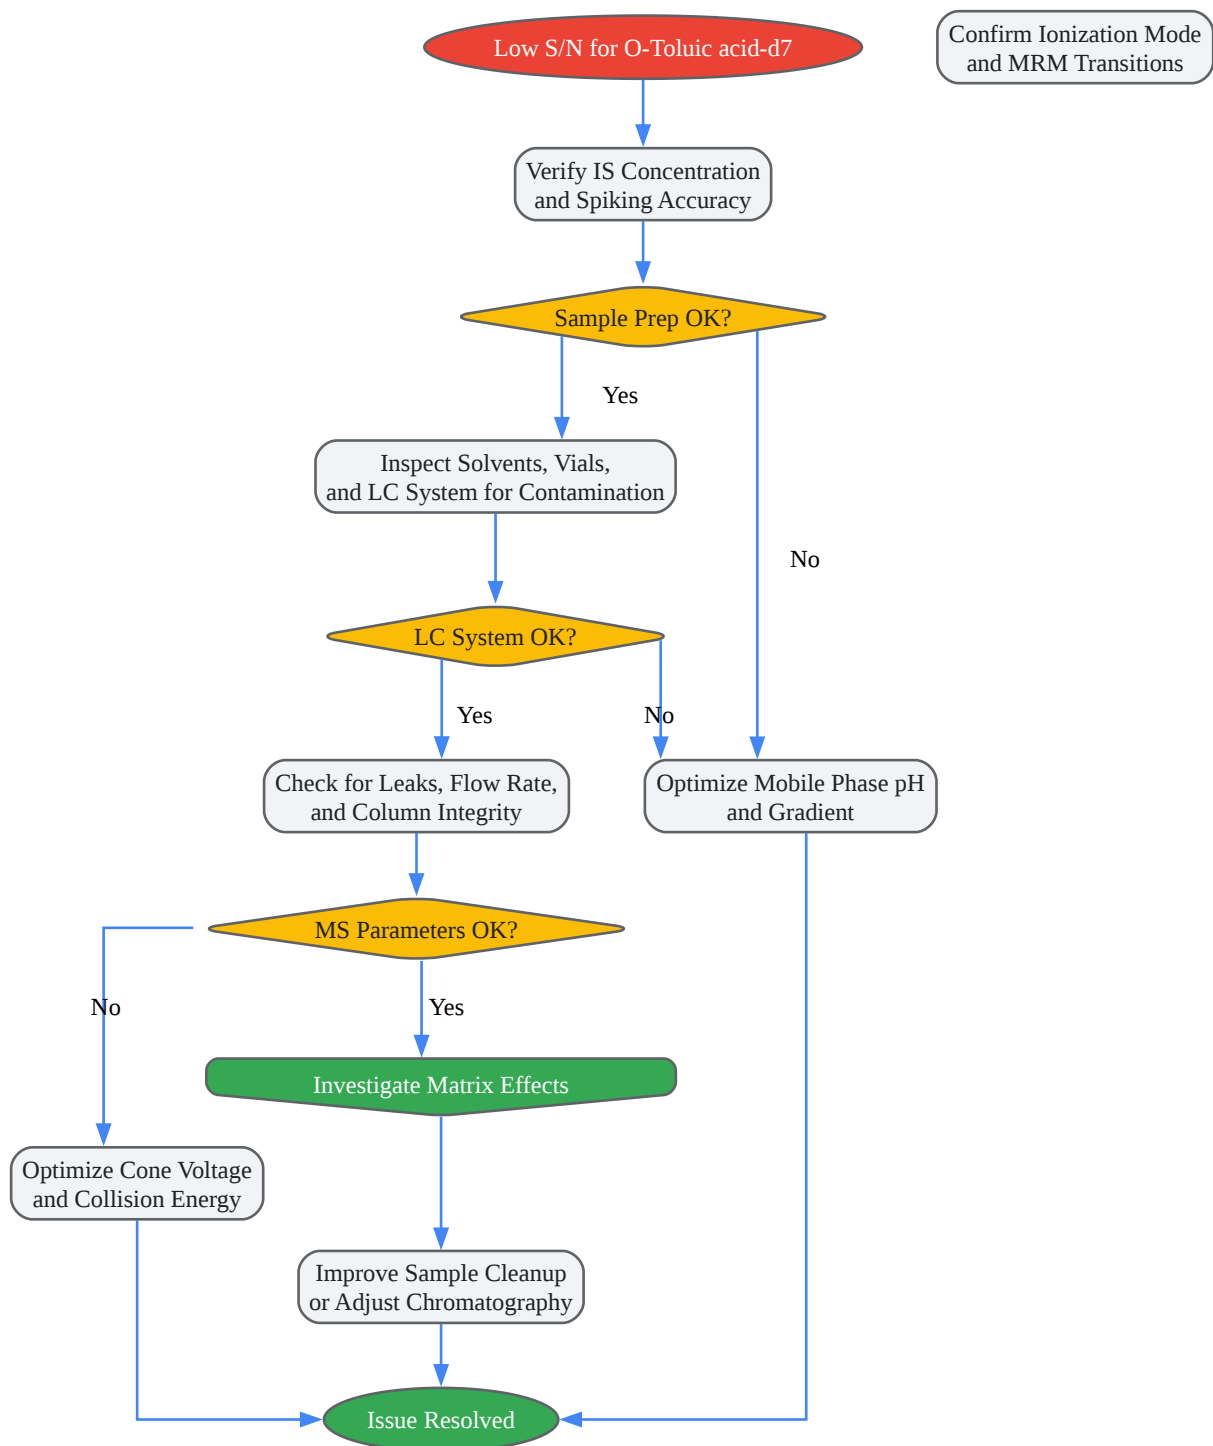 Low S/N for O-Toluic acid-d7
Confirm Ionization Mode
and MRM Transitions
Verify IS Concentration
and Spiking Accuracy
Sample Prep OK?
Yes
Inspect Solvents, Vials,
and LC System for Contamination
No
LC System OK?
Yes
No
Check for Leaks, Flow Rate,
and Column Integrity
Optimize Mobile Phase pH
and Gradient
MS Parameters OK?
No
Yes
Investigate Matrix Effects
Optimize Cone Voltage
and Collision Energy
Improve Sample Cleanup
or Adjust Chromatography
Issue Resolved